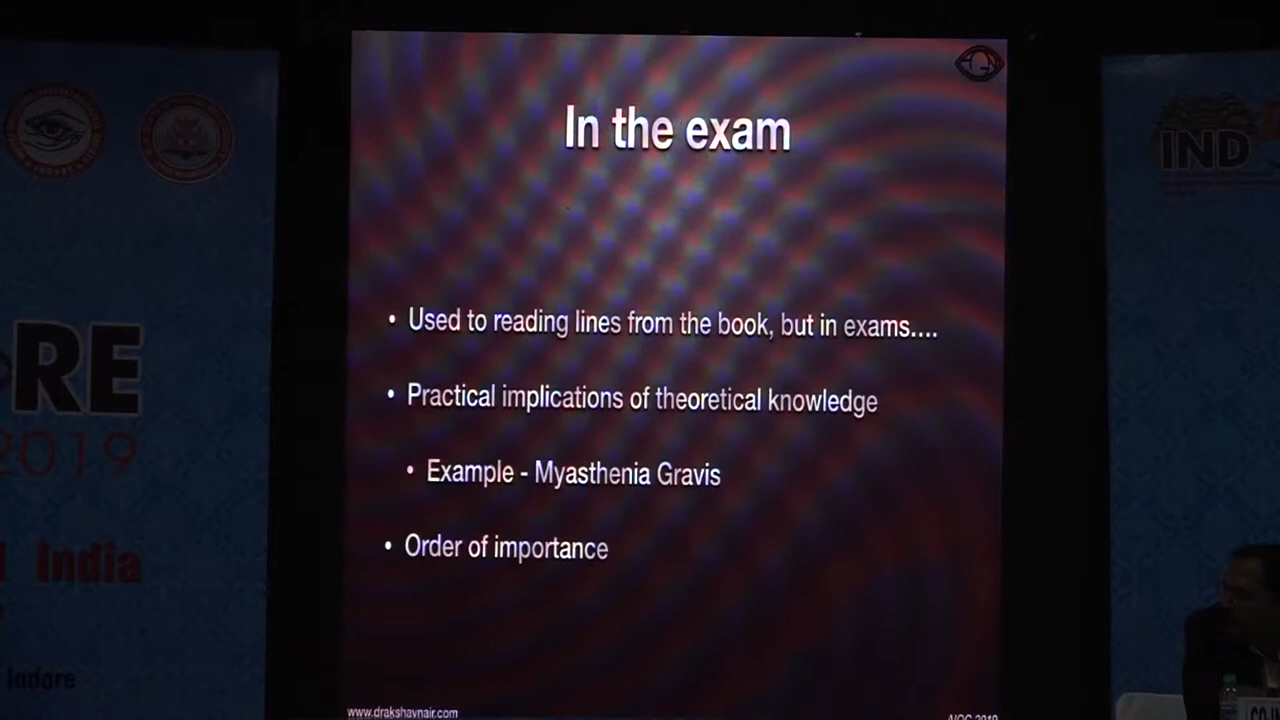 In the exam
• Used to reading lines from the book, but in exams....
• Practical implications of theoretical knowledge
• Example - Myasthenia Gravis
• Order of importance
www.drakshaynair.com
RE
2019
India
Indore
IND